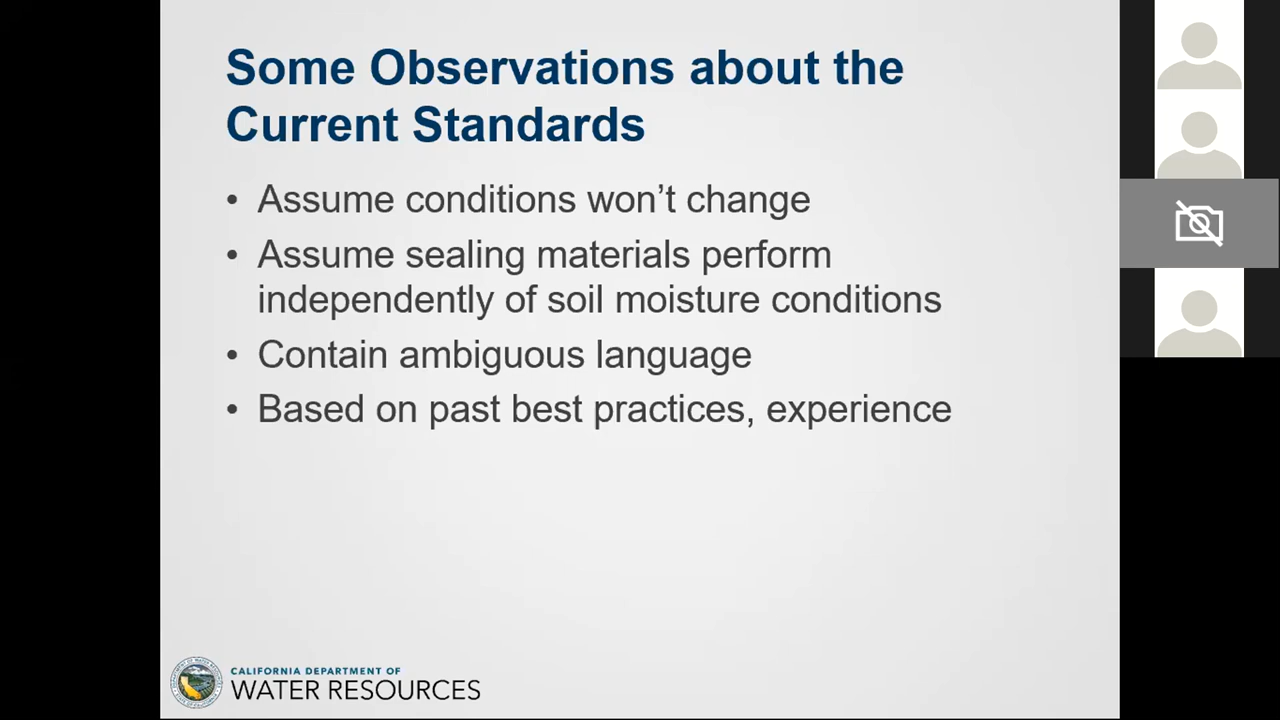 Some Observations about the
Current Standards
• Assume conditions won’t change
• Assume sealing materials perform
independently of soil moisture conditions
• Contain ambiguous language
• Based on past best practices, experience
CALIFORNIA DEPARTMENT OF
WATER RESOURCES